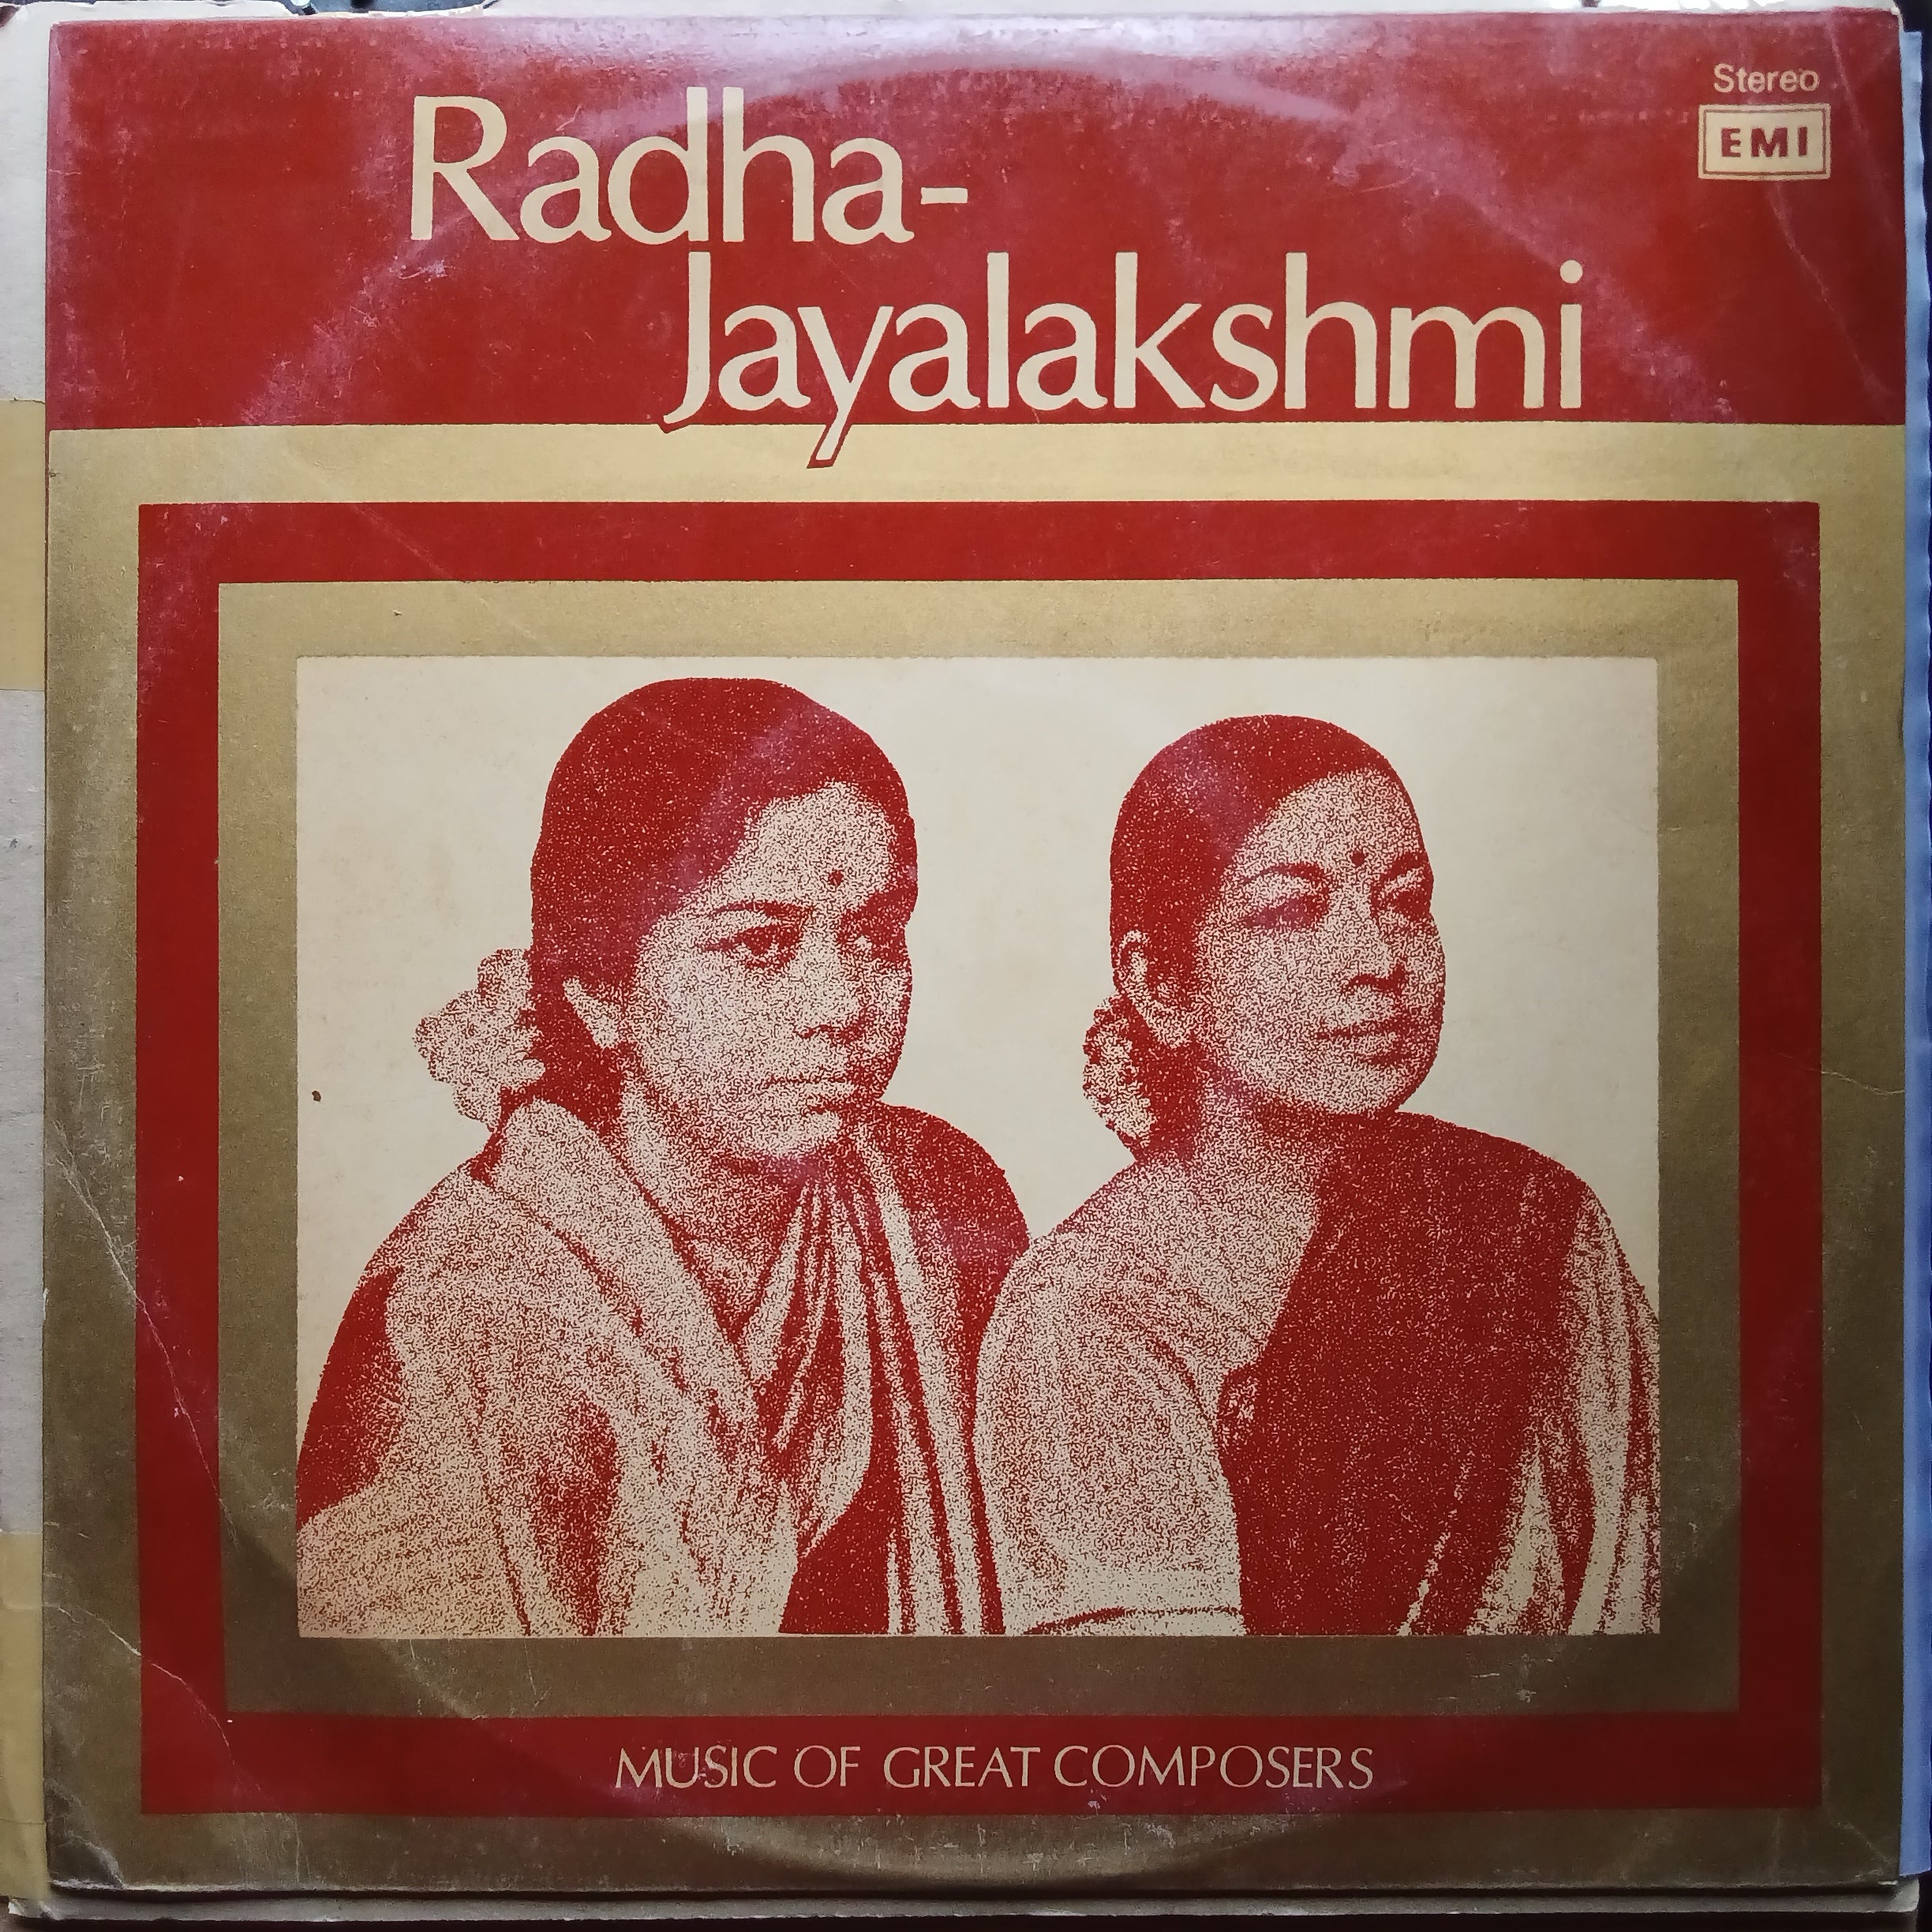 Stereo
EMI
Radha-
Jayalakshmi
MUSIC OF GREAT COMPOSERS